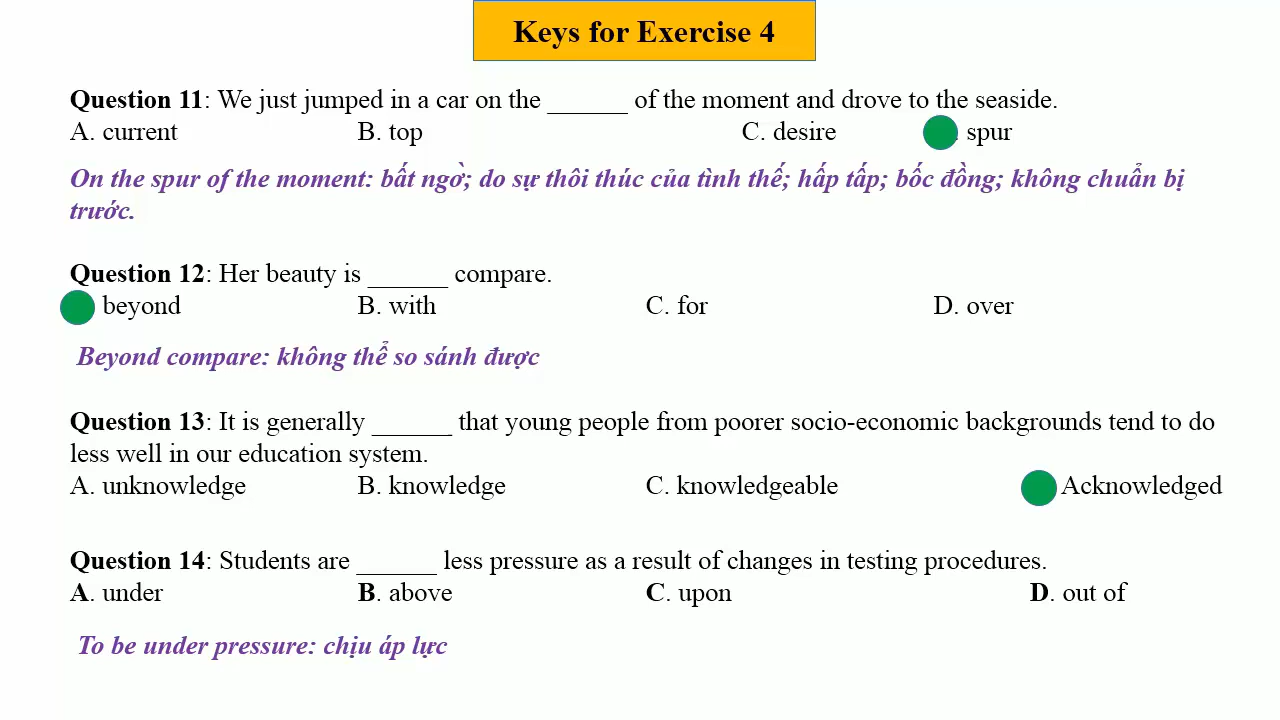 Keys for Exercise 4
Question 11: We just jumped in a car on the ______ of the moment and drove to the seaside.
A. current B. top C. desire . spur
On the spur of the moment: bất ngờ; do sự thôi thúc của tình thế; hấp tấp; bốc đồng; không chuẩn bị
trước.
Question 12: Her beauty is ______ compare.
beyond B. with C. for D. over
Beyond compare: không thể so sánh được
Question 13: It is generally ______ that young people from poorer socio-economic backgrounds tend to do
less well in our education system.
A. unknowledge B. knowledge C. knowledgeable Acknowledged
Question 14: Students are ______ less pressure as a result of changes in testing procedures.
A. under B. above C. upon D. out of
To be under pressure: chịu áp lực